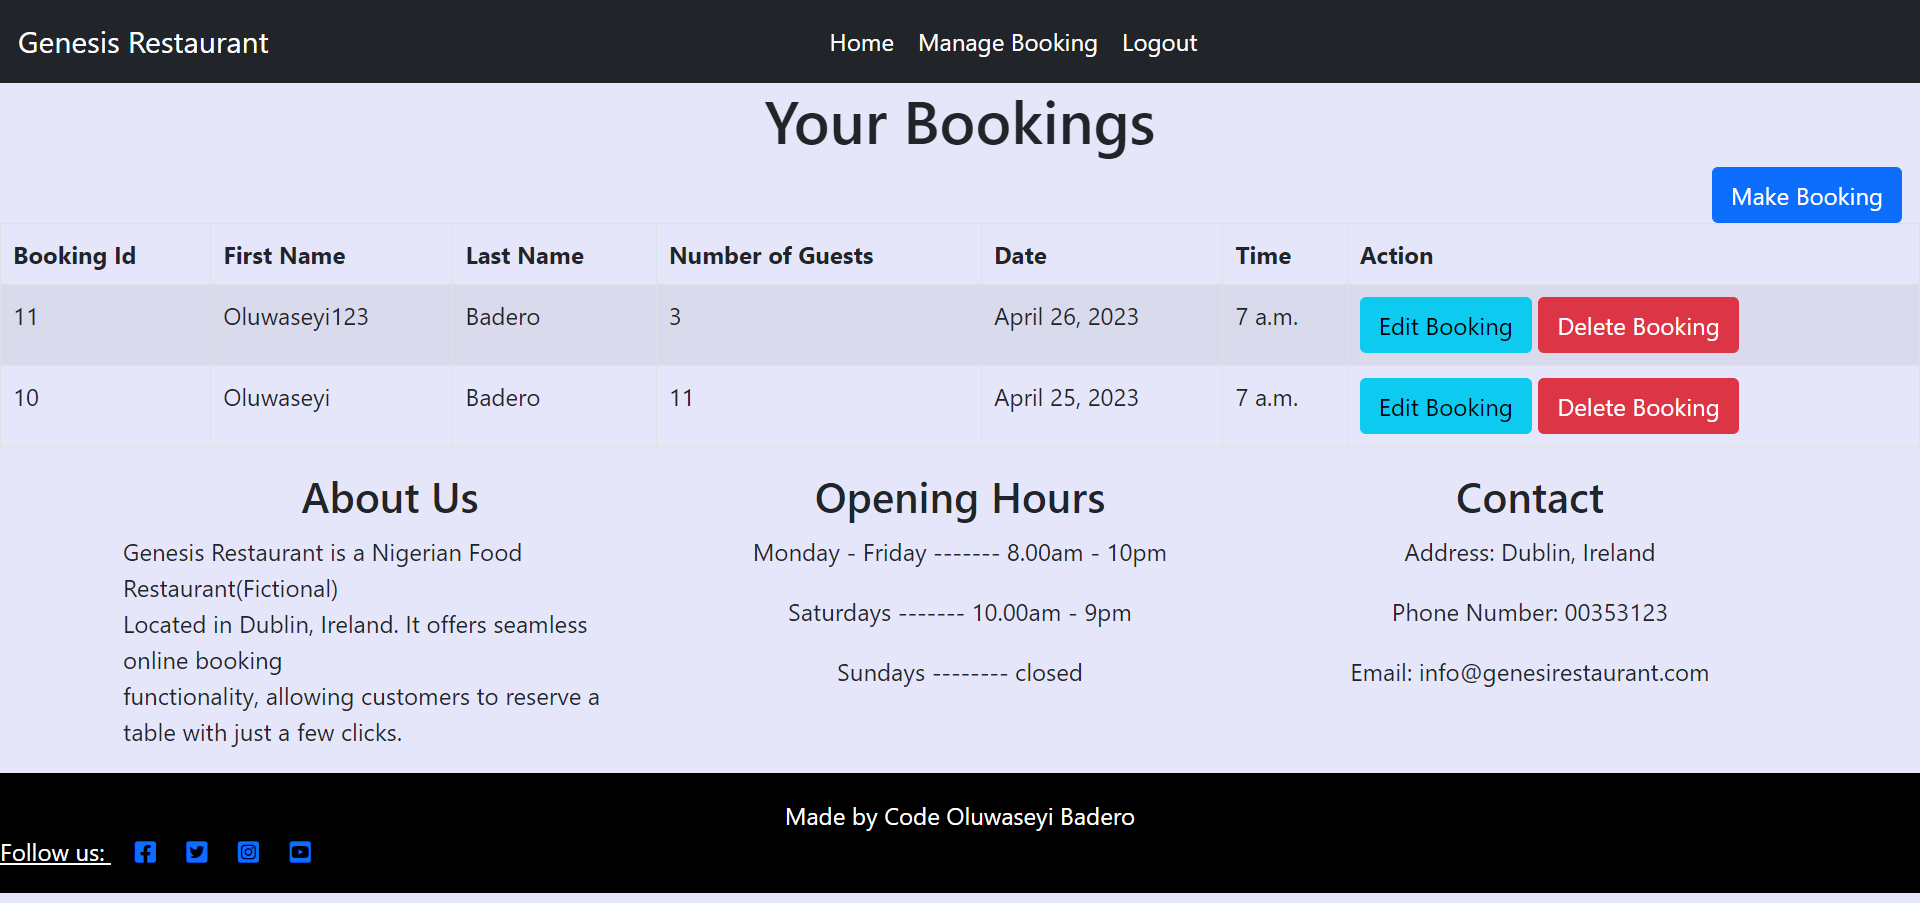 Genesis Restaurant Home Manage Booking Logout
Your Bookings
Make Booking
Booking Id First Name Last Name Number of Guests Date Time Action
11 Oluwaseyi123 Badero 3 April 26, 2023 7 a.m. Edit Booking Delete Booking
10 Oluwaseyi Badero 11 April 25, 2023 7 a.m. Edit Booking Delete Booking
About Us
Genesis Restaurant is a Nigerian Food
Restaurant(Fictional)
Located in Dublin, Ireland. It offers seamless
online booking
functionality, allowing customers to reserve a
table with just a few clicks.
Opening Hours
Monday - Friday ------- 8.00am - 10pm
Saturdays ------- 10.00am - 9pm
Sundays -------- closed
Contact
Address: Dublin, Ireland
Phone Number: 00353123
Email: info@genesirestaurant.com
Made by Code Oluwaseyi Badero
Follow us: